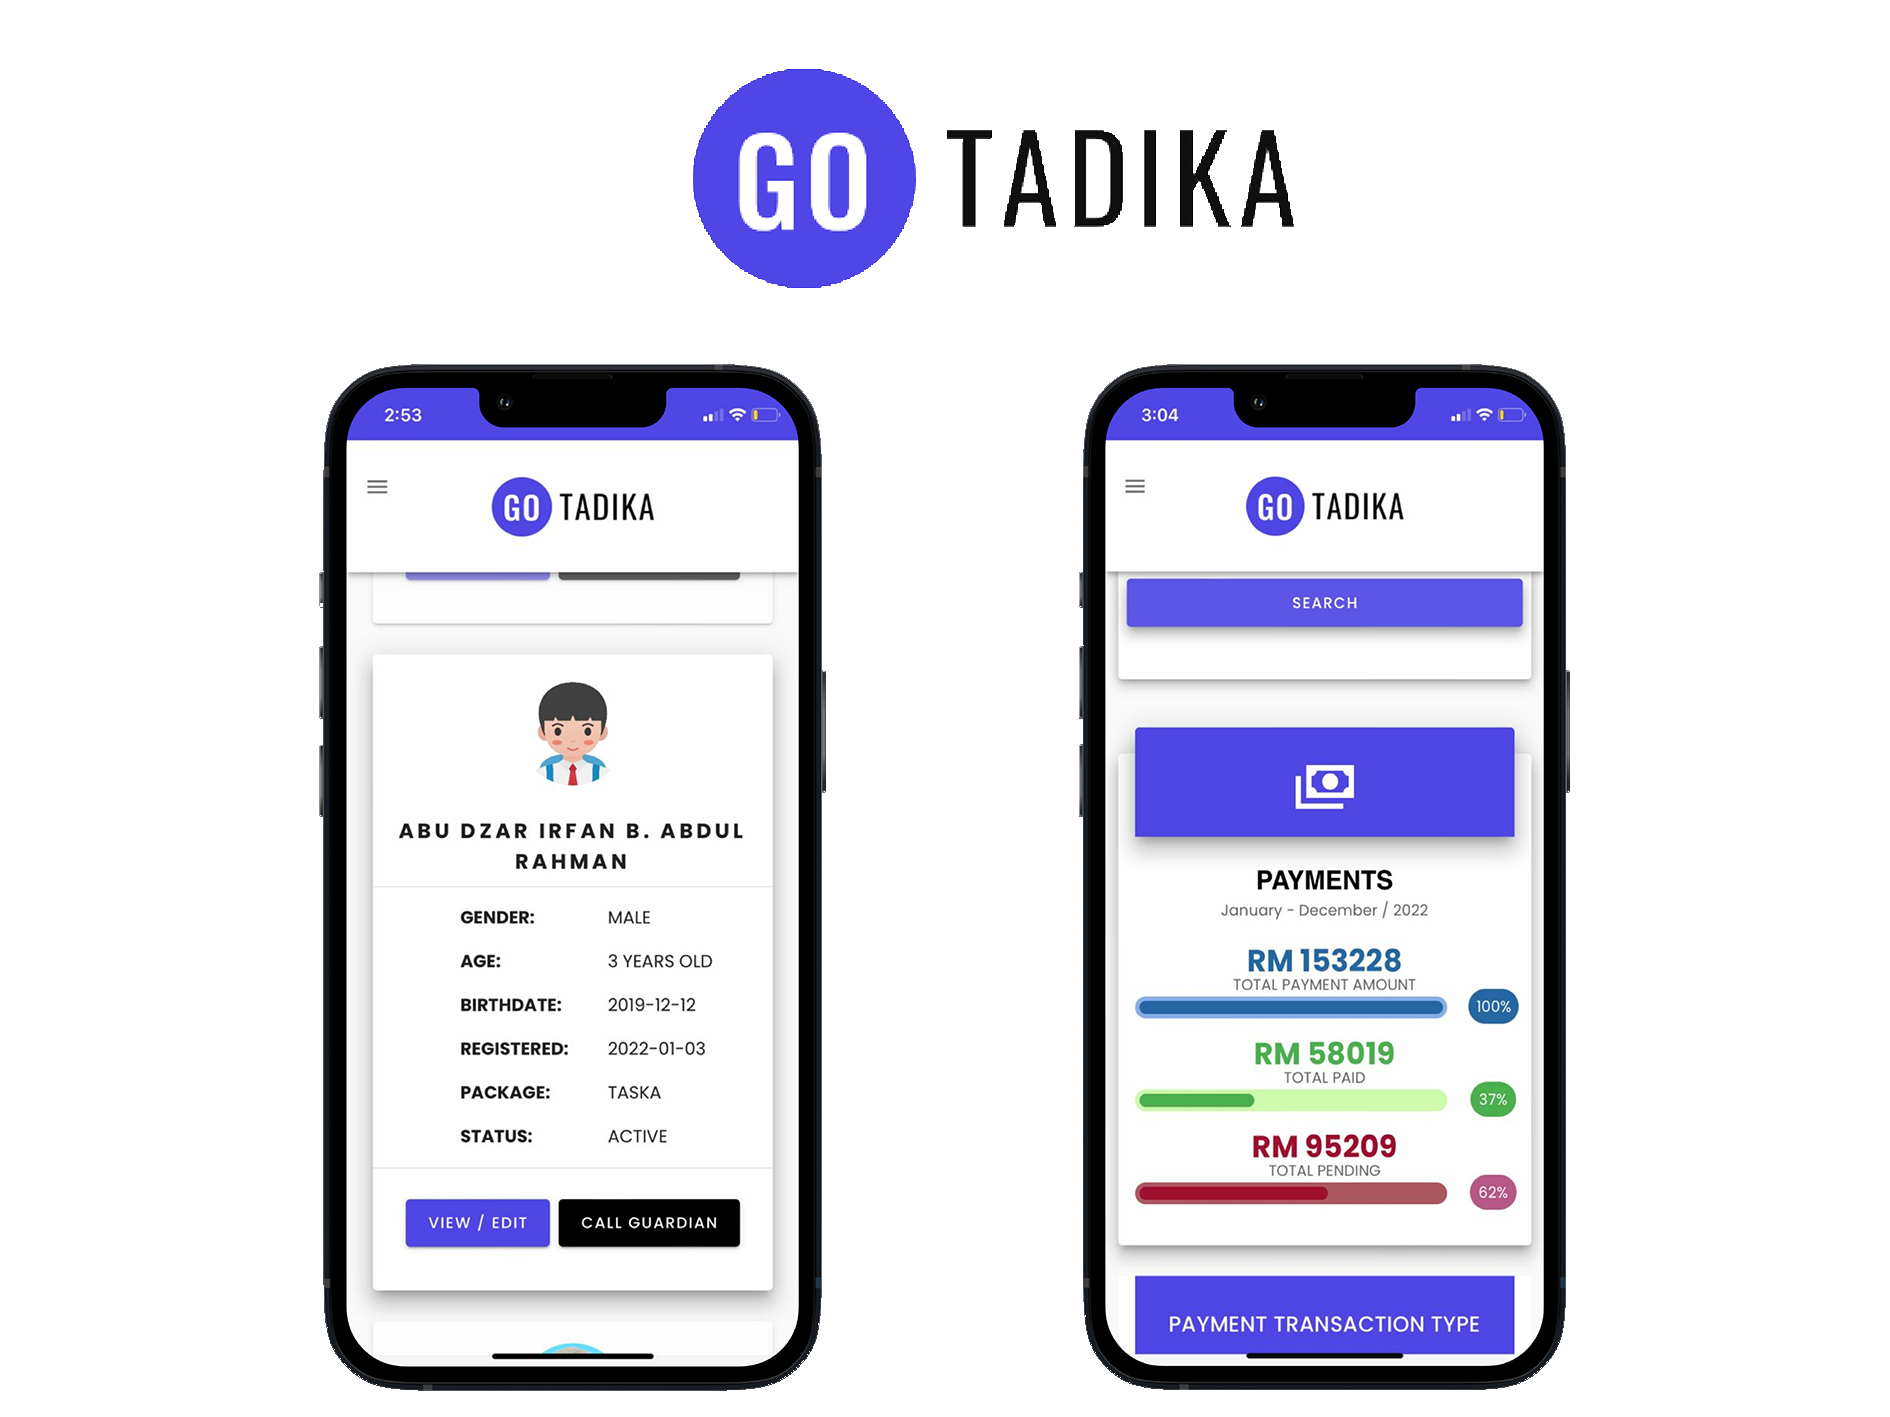 GO TADIKA
2:53
GO TADIKA
ABU DZAR IRFAN B. ABDUL
RAHMAN
GENDER: MALE
AGE: 3 YEARS OLD
BIRTHDATE: 2019-12-12
REGISTERED: 2022-01-03
PACKAGE: TASKA
STATUS: ACTIVE
VIEW / EDIT CALL GUARDIAN
3:04
GO TADIKA
SEARCH
PAYMENTS
January - December / 2022
RM 153228
TOTAL PAYMENT AMOUNT
100%
RM 58019
TOTAL PAID
37%
RM 95209
TOTAL PENDING
62%
PAYMENT TRANSACTION TYPE